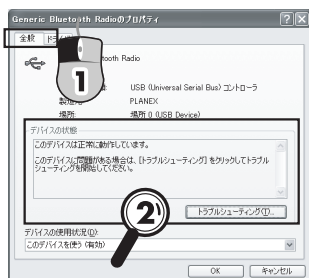 Generic Bluetooth Radioのプロパティ
全般
tooth Radio
USB (Universal Serial Bus) コントローラ
PLANEX
場所: 場所 0 (USB Device)
デバイスの状態
このデバイスは正常に動作しています。
このデバイスに問題がある場合は、[トラブルシューティング] をクリックしてトラブル
シューティングを開始してください。
トラブルシューティング(T)...
デバイスの使用状況(D):
このデバイスを使う (有効)
OK キャンセル
1
2